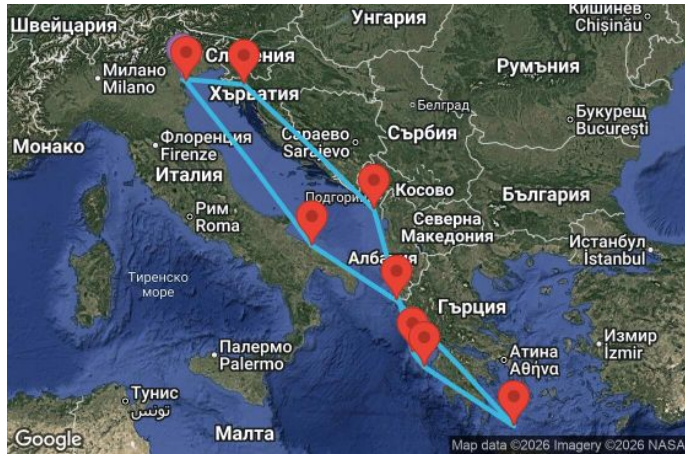 Швейцария
Унгария
Кишинев
Chișinău
Словения
Милано
Milano
Хърватия
Румъния
Белград
Букурещ
București
Флоренция
Firenze
Сараево
Sarajevo
Сърбия
Монако
Италия
Косово
България
Рим
Roma
Северна
Македония
Истанбул
İstanbul
Тиренско
море
Гърция
Палермо
Palermo
Измир
İzmir
Атина
Αθήνα
Тунис
تونس
Малта
Google
Map data ©2026 Imagery ©2026 NASA